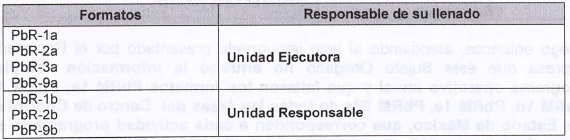 Formatos Responsable de su llenado
PbR-1a
PbR-2a
PbR-3a
PbR-9a
Unidad Ejecutora
PbR-1b
PbR-2b
PbR-9b
Unidad Responsable